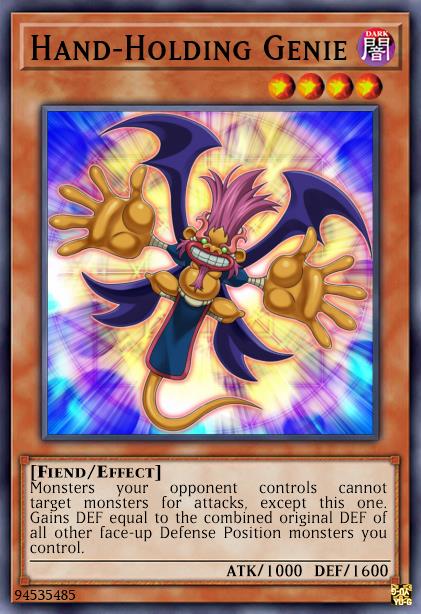 HAND-HOLDING GENIE
DARK
闇
[FIEND/EFFECT]
Monsters your opponent controls cannot
target monsters for attacks, except this one.
Gains DEF equal to the combined original DEF of
all other face-up Defense Position monsters you
control.
ATK/1000 DEF/1600
94535485